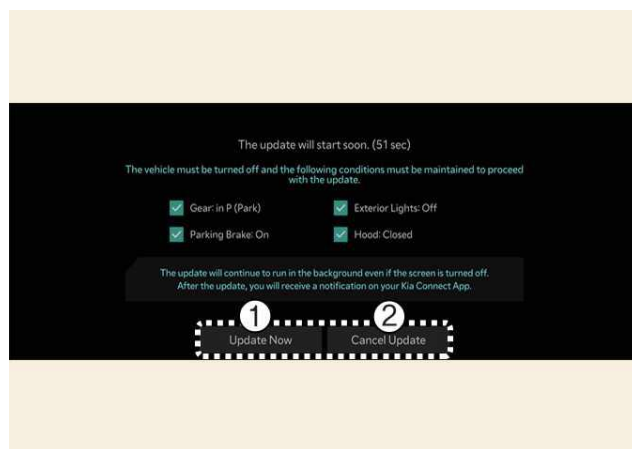 The update will start soon. (51 sec)
The vehicle must be turned off and the following conditions must be maintained to proceed
with the update.
Gear: in P (Park)
Exterior Lights: Off
Parking Brake: On
Hood: Closed
The update will continue to run in the background even if the screen is turned off.
After the update, you will receive a notification on your Kia Connect App.
1 2
Update Now
Cancel Update